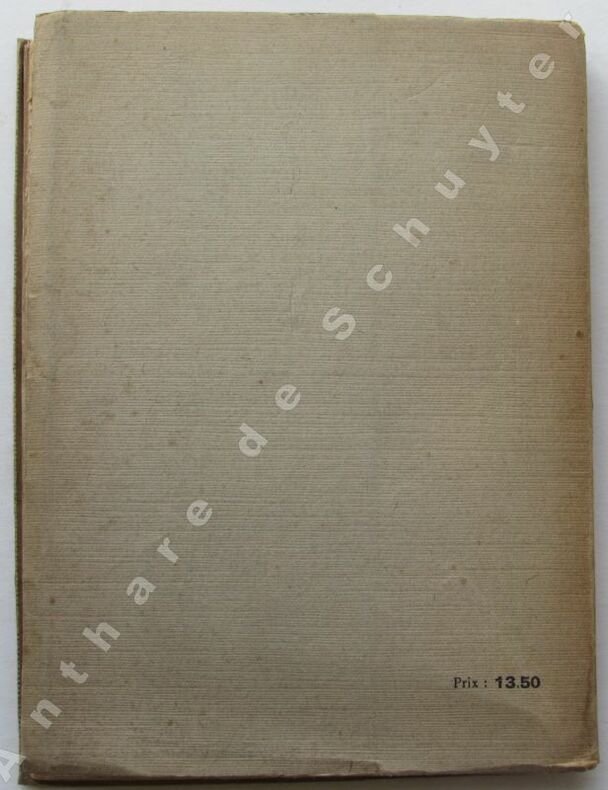 Anthare de Schuyter
Prix : 13.50